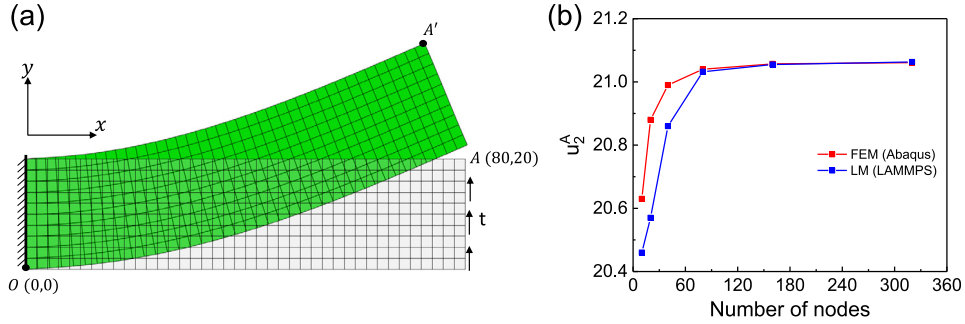 (a)
A′
y
x
A (80,20)
t
O (0,0)
(b)
21.2
21.0
20.8
20.6
20.4
u₂ᴬ
FEM (Abaqus)
LM (LAMMPS)
0 60 120 180 240 300 360
Number of nodes